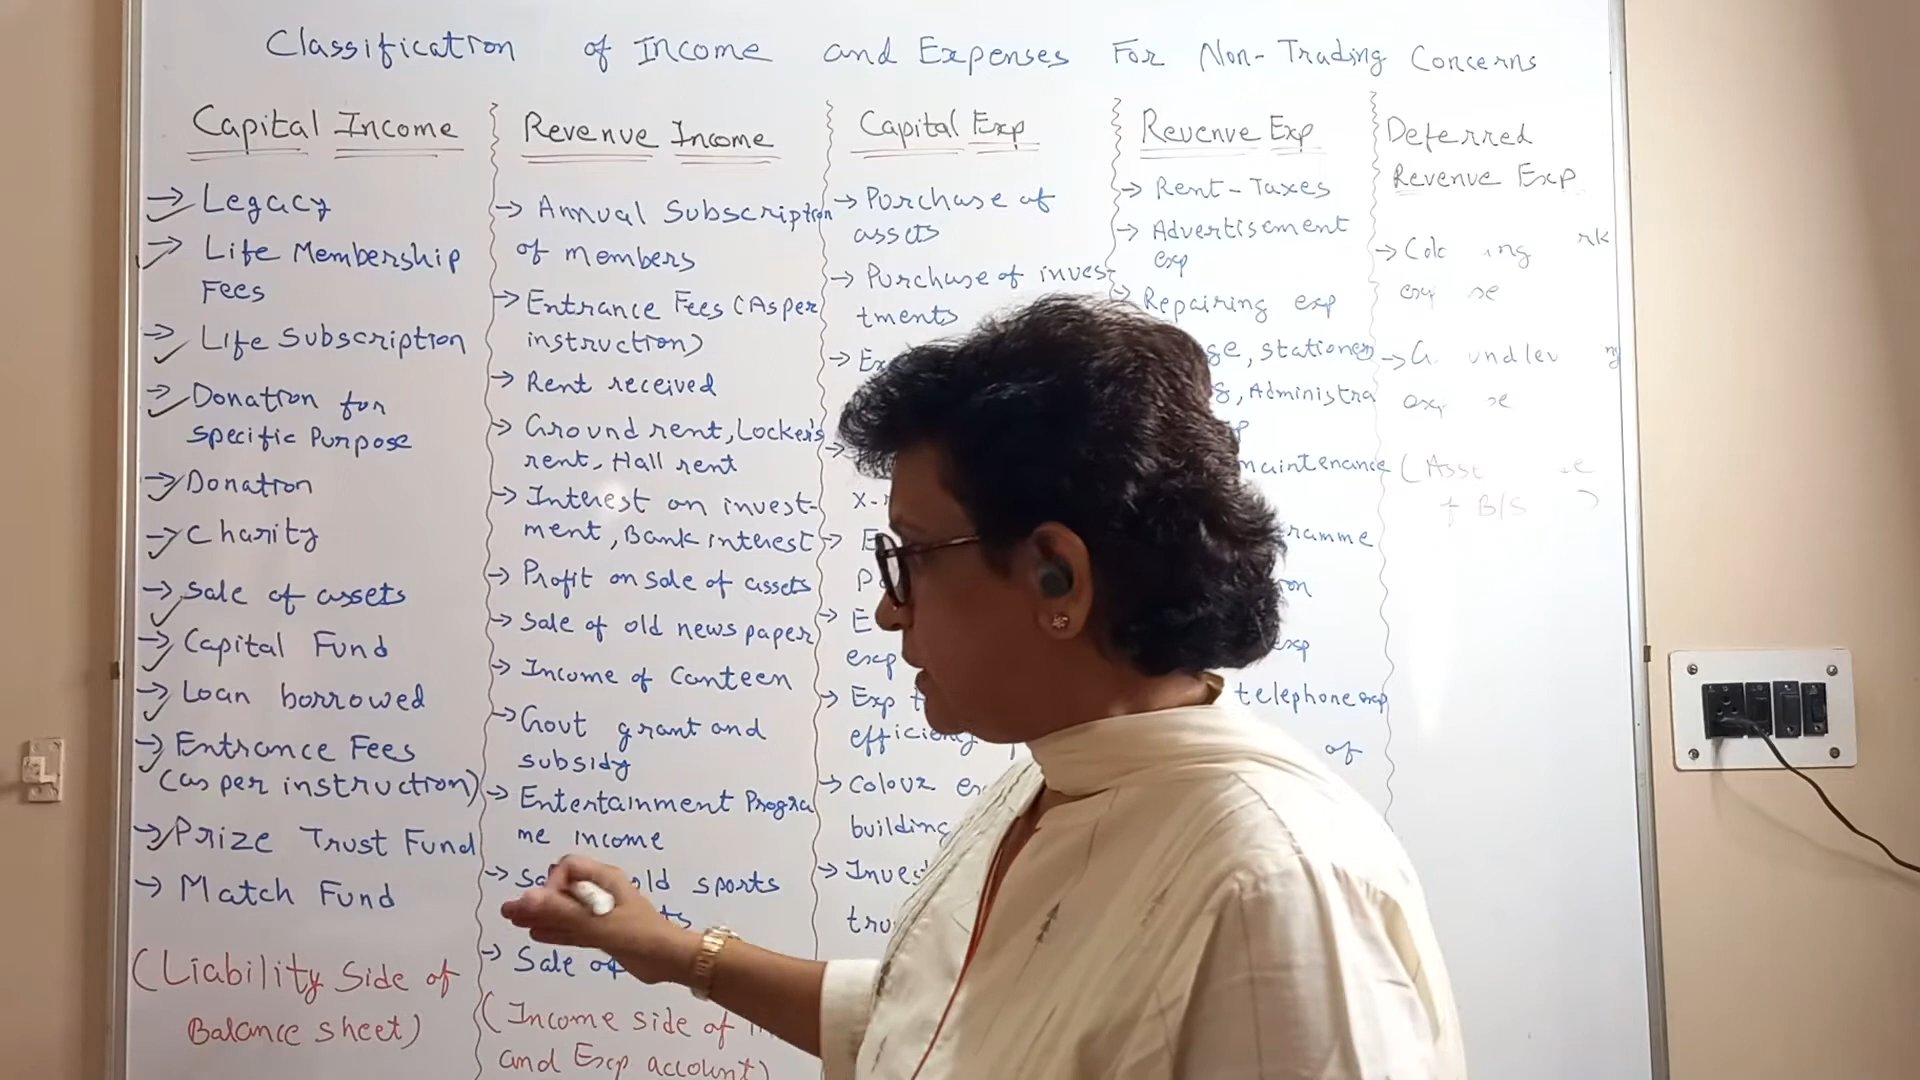 Classification of Income and Expenses For Non-Trading Concerns
Capital Income
→ Legacy
→ Life Membership
Fees
→ Life Subscription
→ Donation for
Specific Purpose
→ Donation
→ Charity
→ Sale of assets
→ Capital Fund
→ Loan borrowed
→ Entrance Fees
(as per instruction)
→ Prize Trust Fund
→ Match Fund
(Liability Side of
Balance sheet)
Revenue Income
→ Annual Subscription
of members
→ Entrance Fees (As per
instruction)
→ Rent received
→ Ground rent, Locker's
rent, Hall rent
→ Interest on invest-
ment, Bank interest
→ Profit on sale of assets
→ Sale of old news paper
→ Income of Canteen
→ Govt grant and
subsidy
→ Entertainment Progra
me income
→ old sports
→ Sale of
(Income side of
and Exp account)
Capital Exp
→ Purchase of
assets
→ Purchase of inves-
tments
→
→
→
→
exp
→ Exp
efficiency
→ Colour
building
→
Revenue Exp
→ Rent-Taxes
→ Advertisement
exp
→ Repairing exp
, stationery
, Administra
maintenance
exp
telephone exp
of
Deferred
Revenue Exp
→
→
B/S